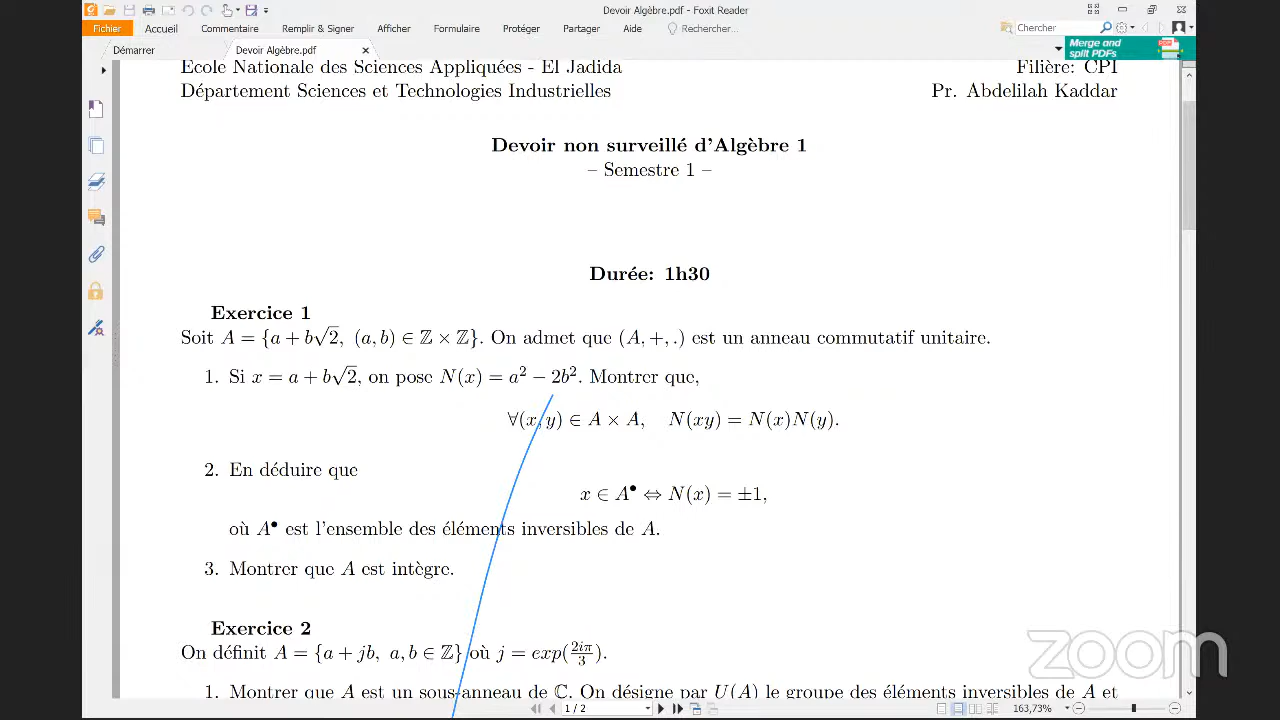 Devoir Algèbre.pdf - Foxit Reader
Fichier Accueil Commentaire Remplir & Signer Afficher Formulaire Protéger Partager Aide Rechercher... Chercher
Démarrer Devoir Algèbre.pdf Merge and split PDFs
Ecole Nationale des Sciences Appliquées - El Jadida Filière: CPI
Département Sciences et Technologies Industrielles Pr. Abdelilah Kaddar
Devoir non surveillé d'Algèbre 1
– Semestre 1 –
Durée: 1h30
Exercice 1
Soit A = {a + b√2, (a, b) ∈ ℤ × ℤ}. On admet que (A, +, .) est un anneau commutatif unitaire.
1. Si x = a + b√2, on pose N(x) = a² − 2b². Montrer que,
∀(x, y) ∈ A × A, N(xy) = N(x)N(y).
2. En déduire que
x ∈ A• ⇔ N(x) = ±1,
où A• est l'ensemble des éléments inversibles de A.
3. Montrer que A est intègre.
Exercice 2
On définit A = {a + jb, a, b ∈ ℤ} où j = exp(2iπ/3).
1. Montrer que A est un sous-anneau de ℂ. On désigne par U(A) le groupe des éléments inversibles de A et
zoom
1 / 2 163,73%